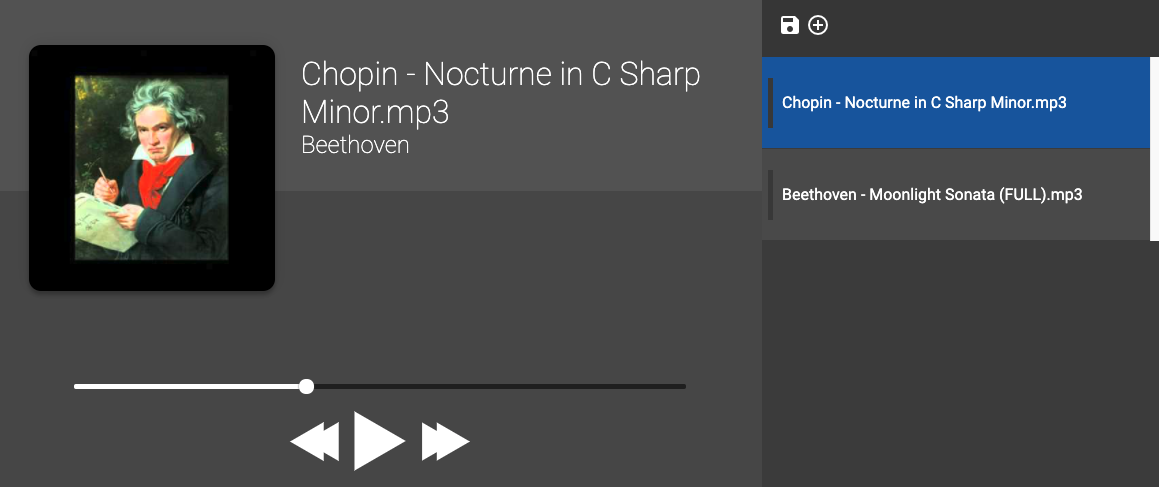 Chopin - Nocturne in C Sharp
Minor.mp3
Beethoven
Chopin - Nocturne in C Sharp Minor.mp3
Beethoven - Moonlight Sonata (FULL).mp3